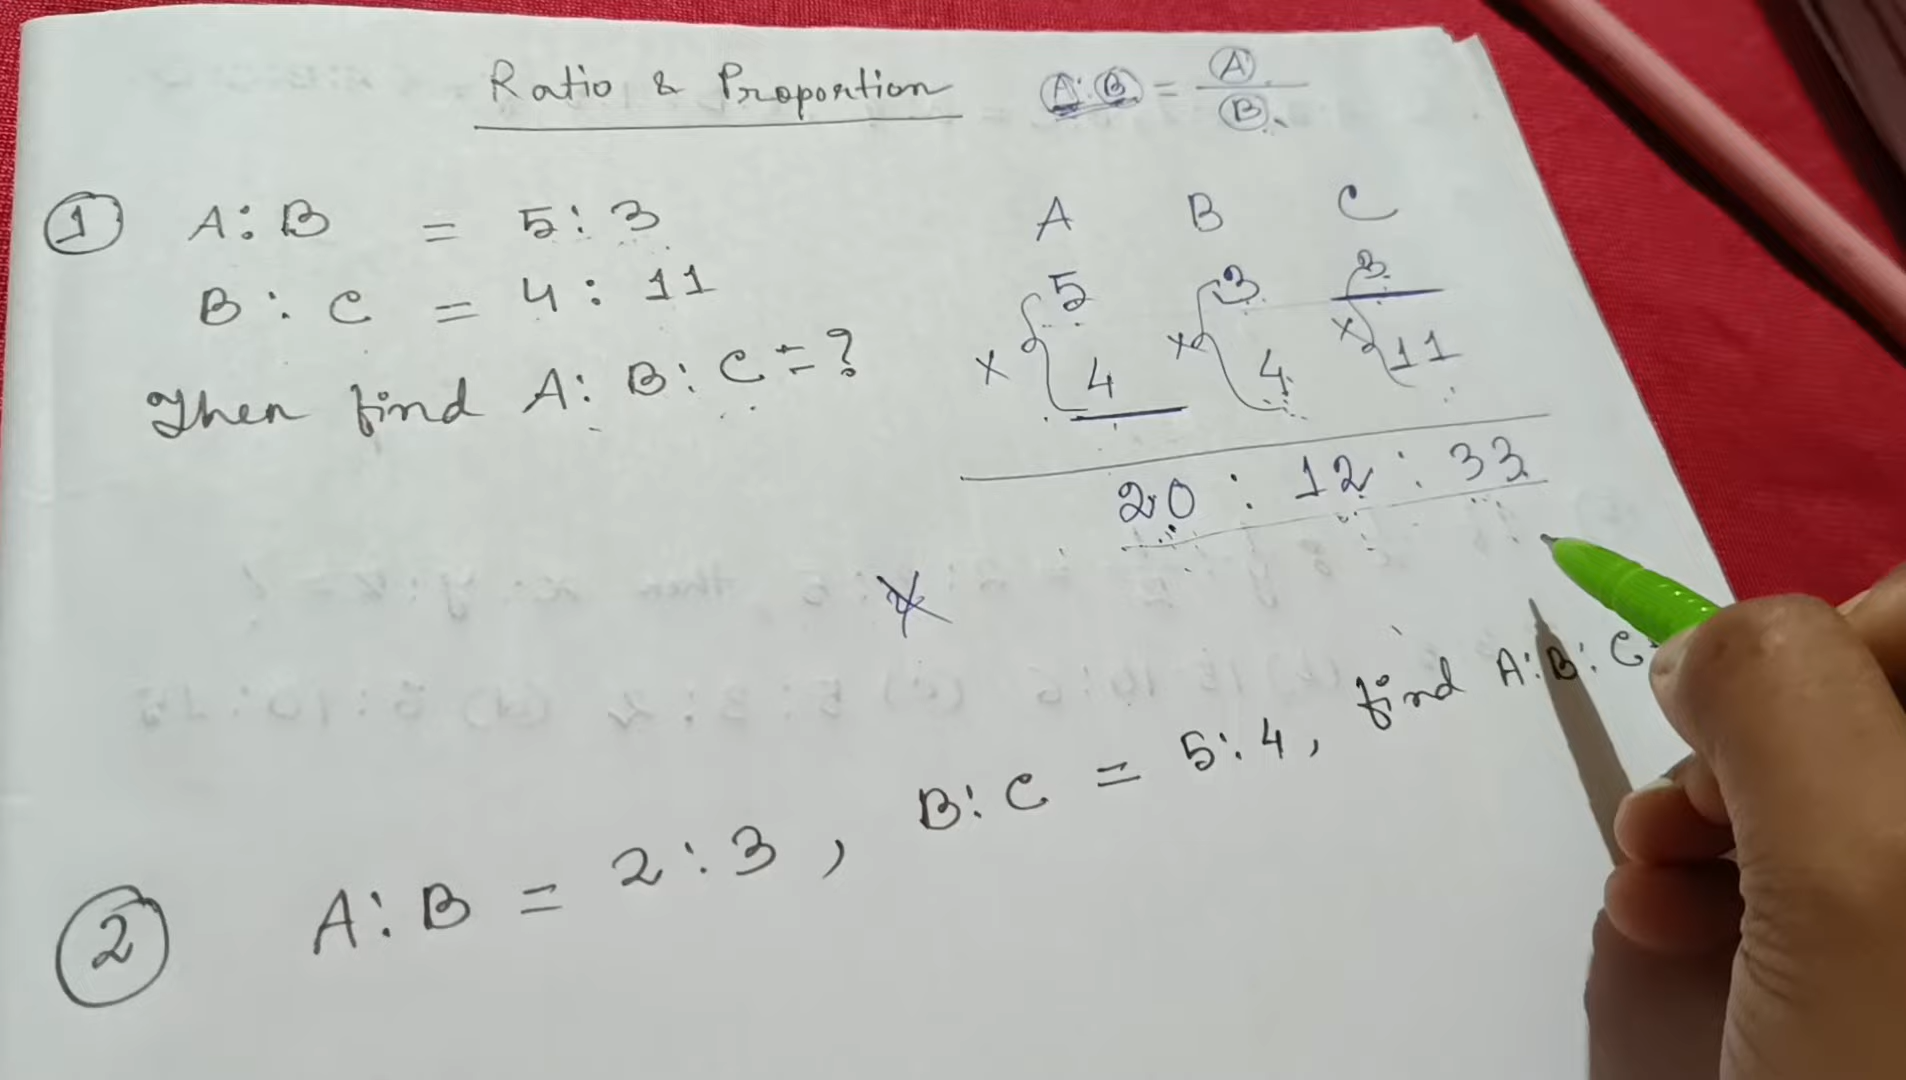 Ratio & Proportion
A:B = A/B
① A:B = 5:3
B:C = 4:11
Then find A:B:C=?
A B C
5 3 3
× × ×
4 4 11
20 : 12 : 33
② A:B = 2:3, B:C = 5:4, find A:B:C